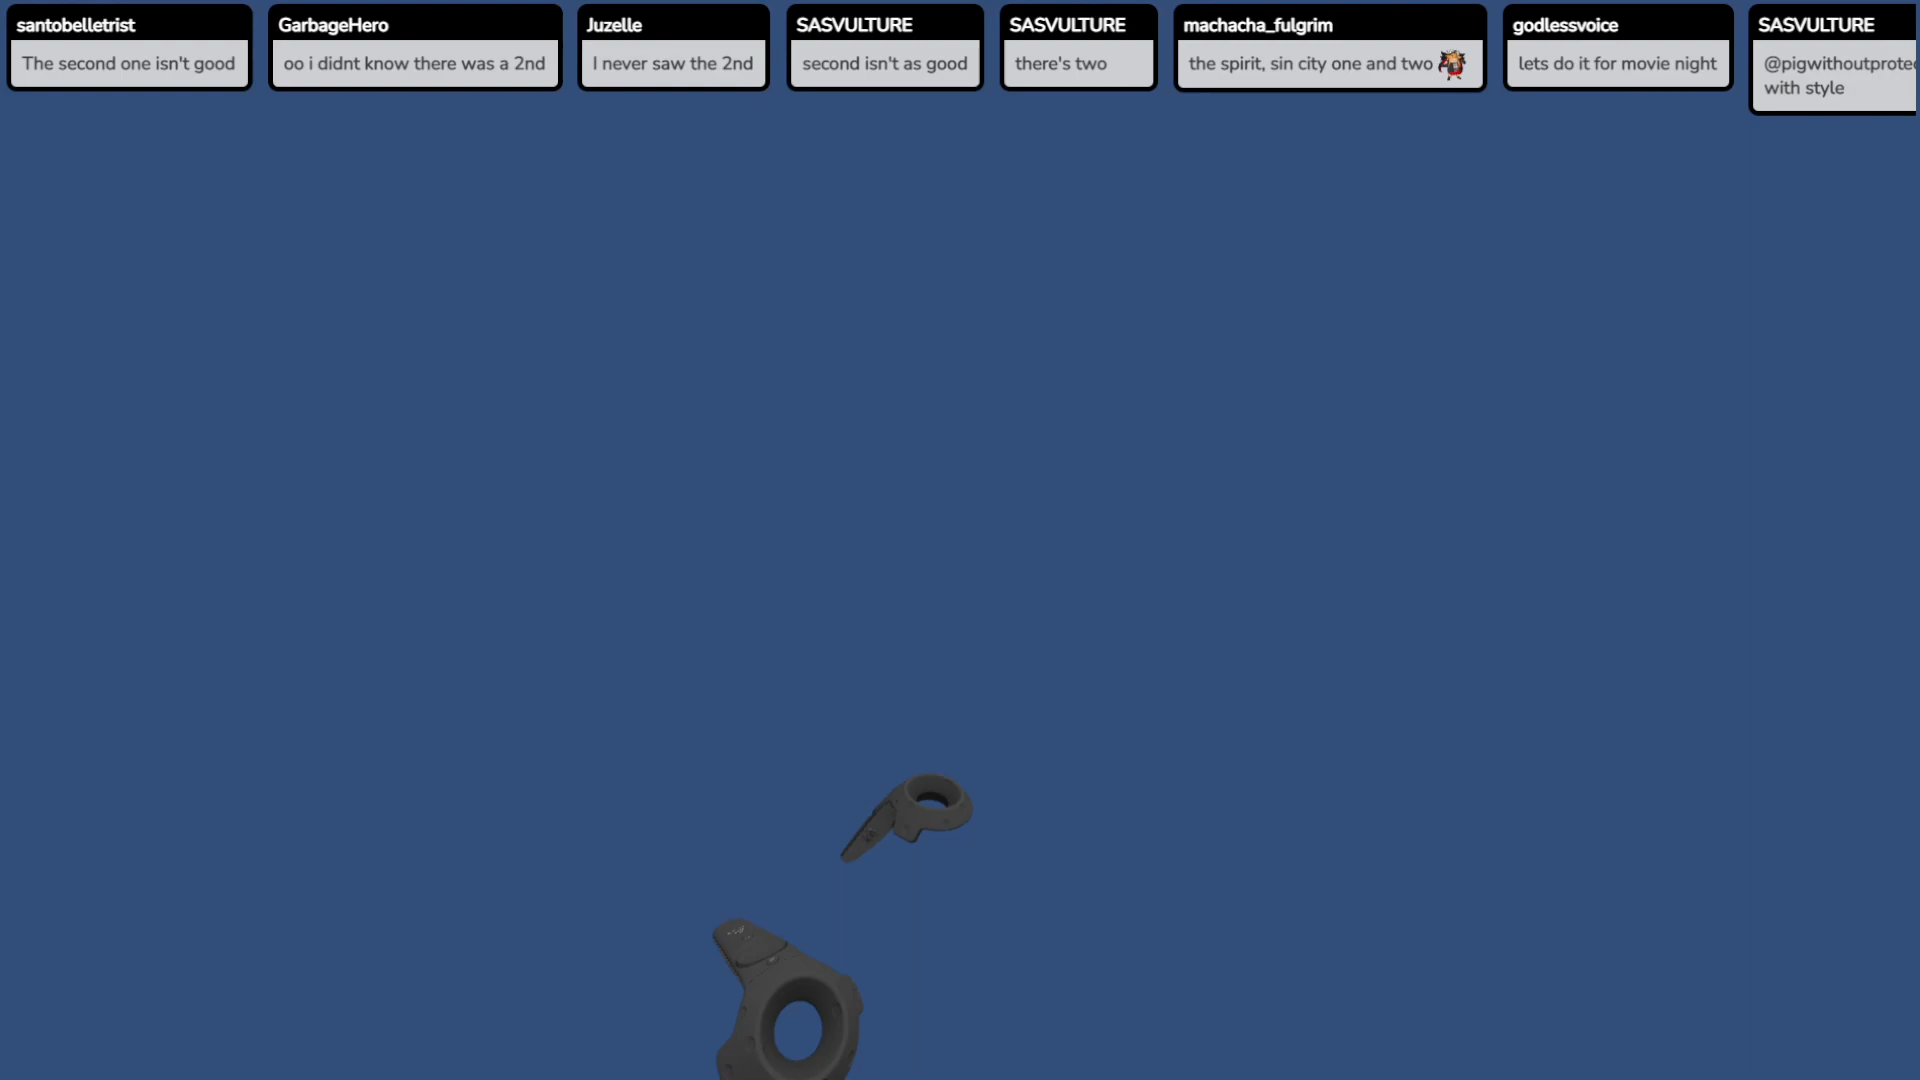 santobelletrist
The second one isn't good
GarbageHero
oo i didnt know there was a 2nd
Juzelle
I never saw the 2nd
SASVULTURE
second isn't as good
SASVULTURE
there's two
machacha_fulgrim
the spirit, sin city one and two
godlessvoice
lets do it for movie night
SASVULTURE
@pigwithoutprotec
with style